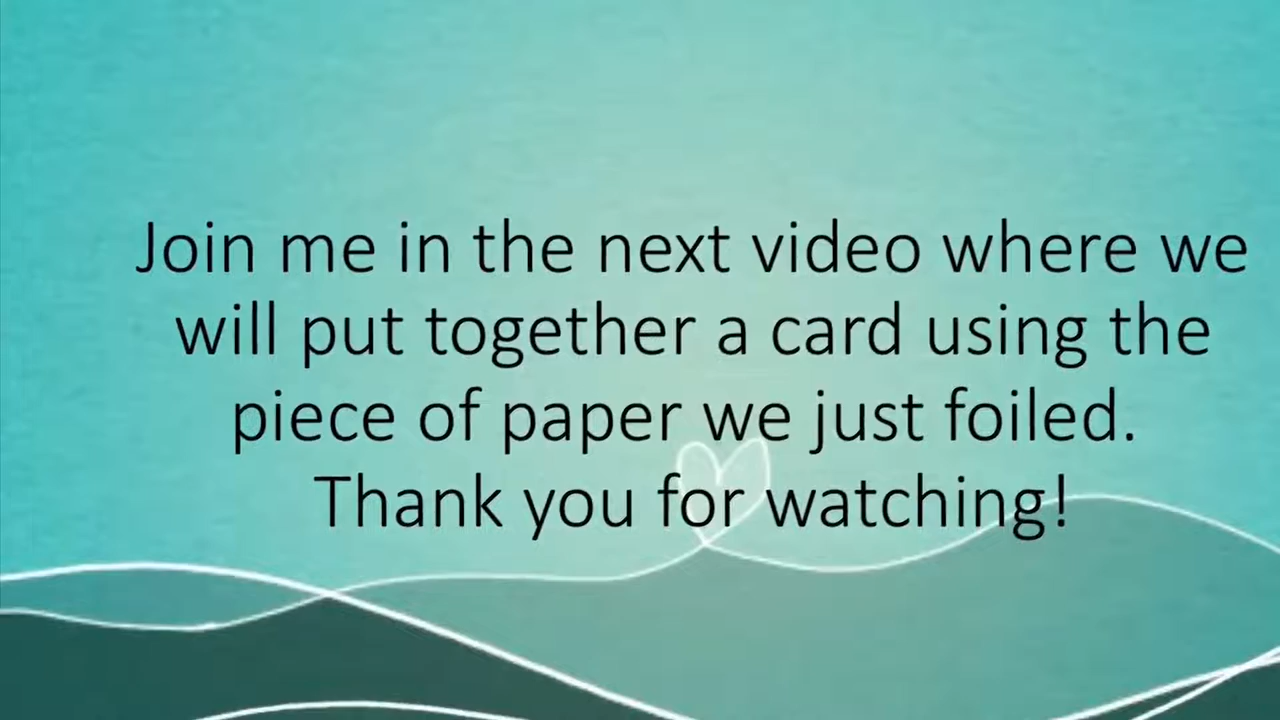 Join me in the next video where we
will put together a card using the
piece of paper we just foiled.
Thank you for watching!